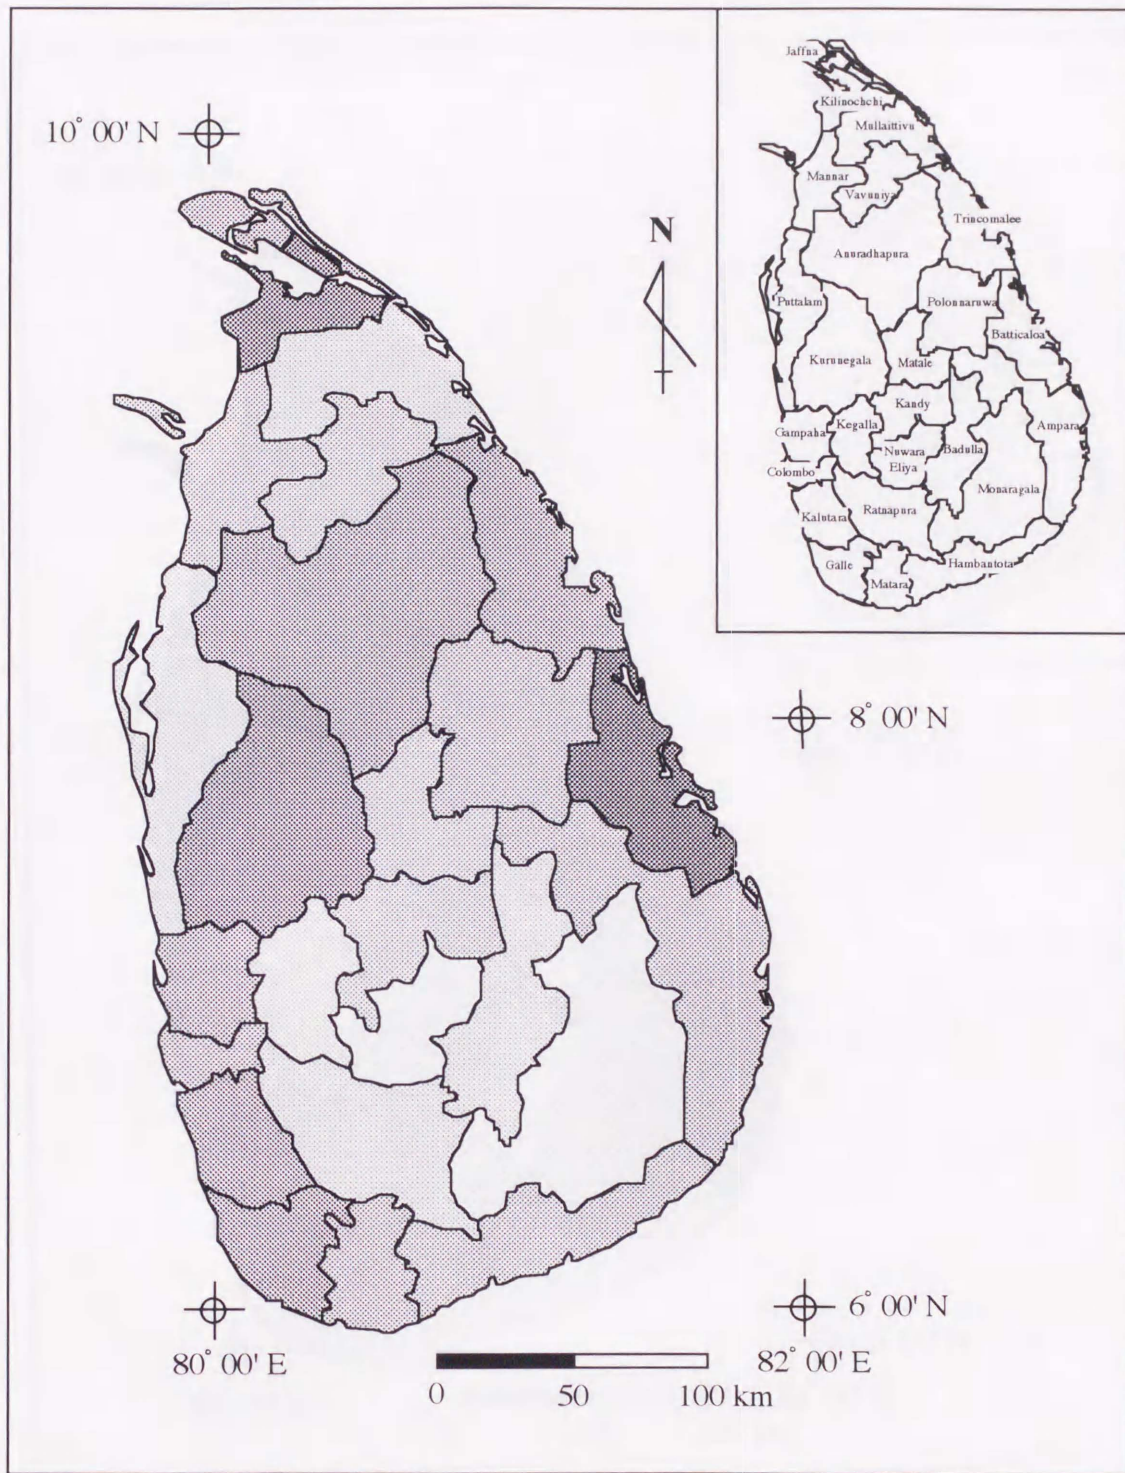 10° 00' N
N
8° 00' N
6° 00' N
80° 00' E
82° 00' E
0 50 100 km
Jaffna
Kilinochchi
Mullaittivu
Mannar
Vavuniya
Trincomalee
Anuradhapura
Puttalam
Polonnaruwa
Batticaloa
Kurunegala
Matale
Kandy
Kegalla
Ampara
Gampaha
Nuwara
Eliya
Badulla
Colombo
Monaragala
Kalutara
Ratnapura
Galle
Hambantota
Matara